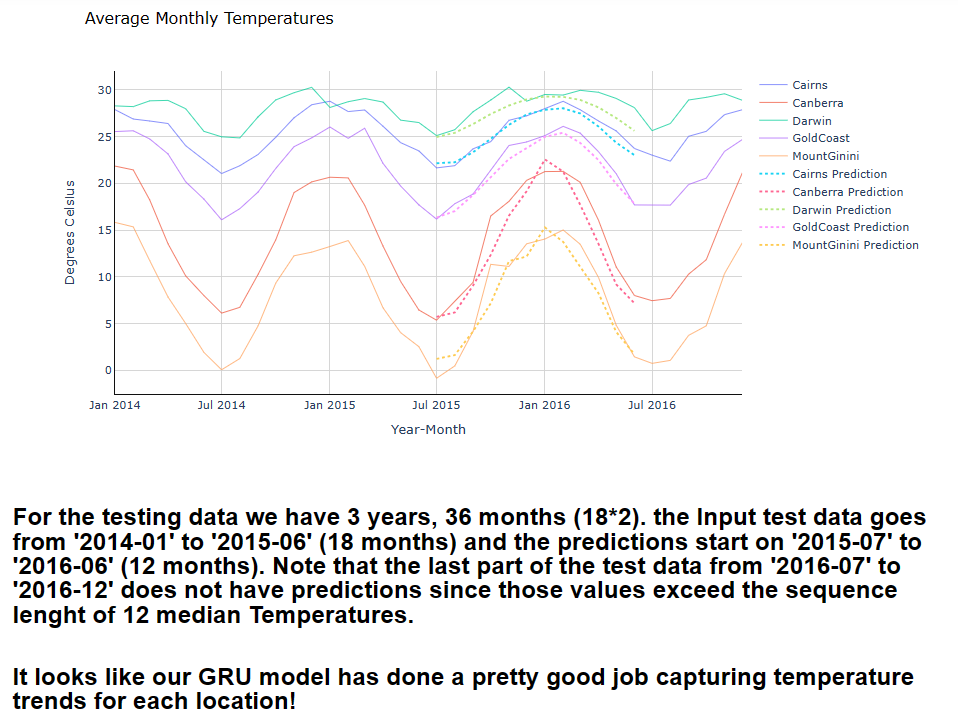 Average Monthly Temperatures
30
25
20
15
10
5
0
Degrees Celsius
Jan 2014 Jul 2014 Jan 2015 Jul 2015 Jan 2016 Jul 2016
Year-Month
Cairns
Canberra
Darwin
GoldCoast
MountGinini
Cairns Prediction
Canberra Prediction
Darwin Prediction
GoldCoast Prediction
MountGinini Prediction
For the testing data we have 3 years, 36 months (18*2). the Input test data goes
from '2014-01' to '2015-06' (18 months) and the predictions start on '2015-07' to
'2016-06' (12 months). Note that the last part of the test data from '2016-07' to
'2016-12' does not have predictions since those values exceed the sequence
lenght of 12 median Temperatures.
It looks like our GRU model has done a pretty good job capturing temperature
trends for each location!